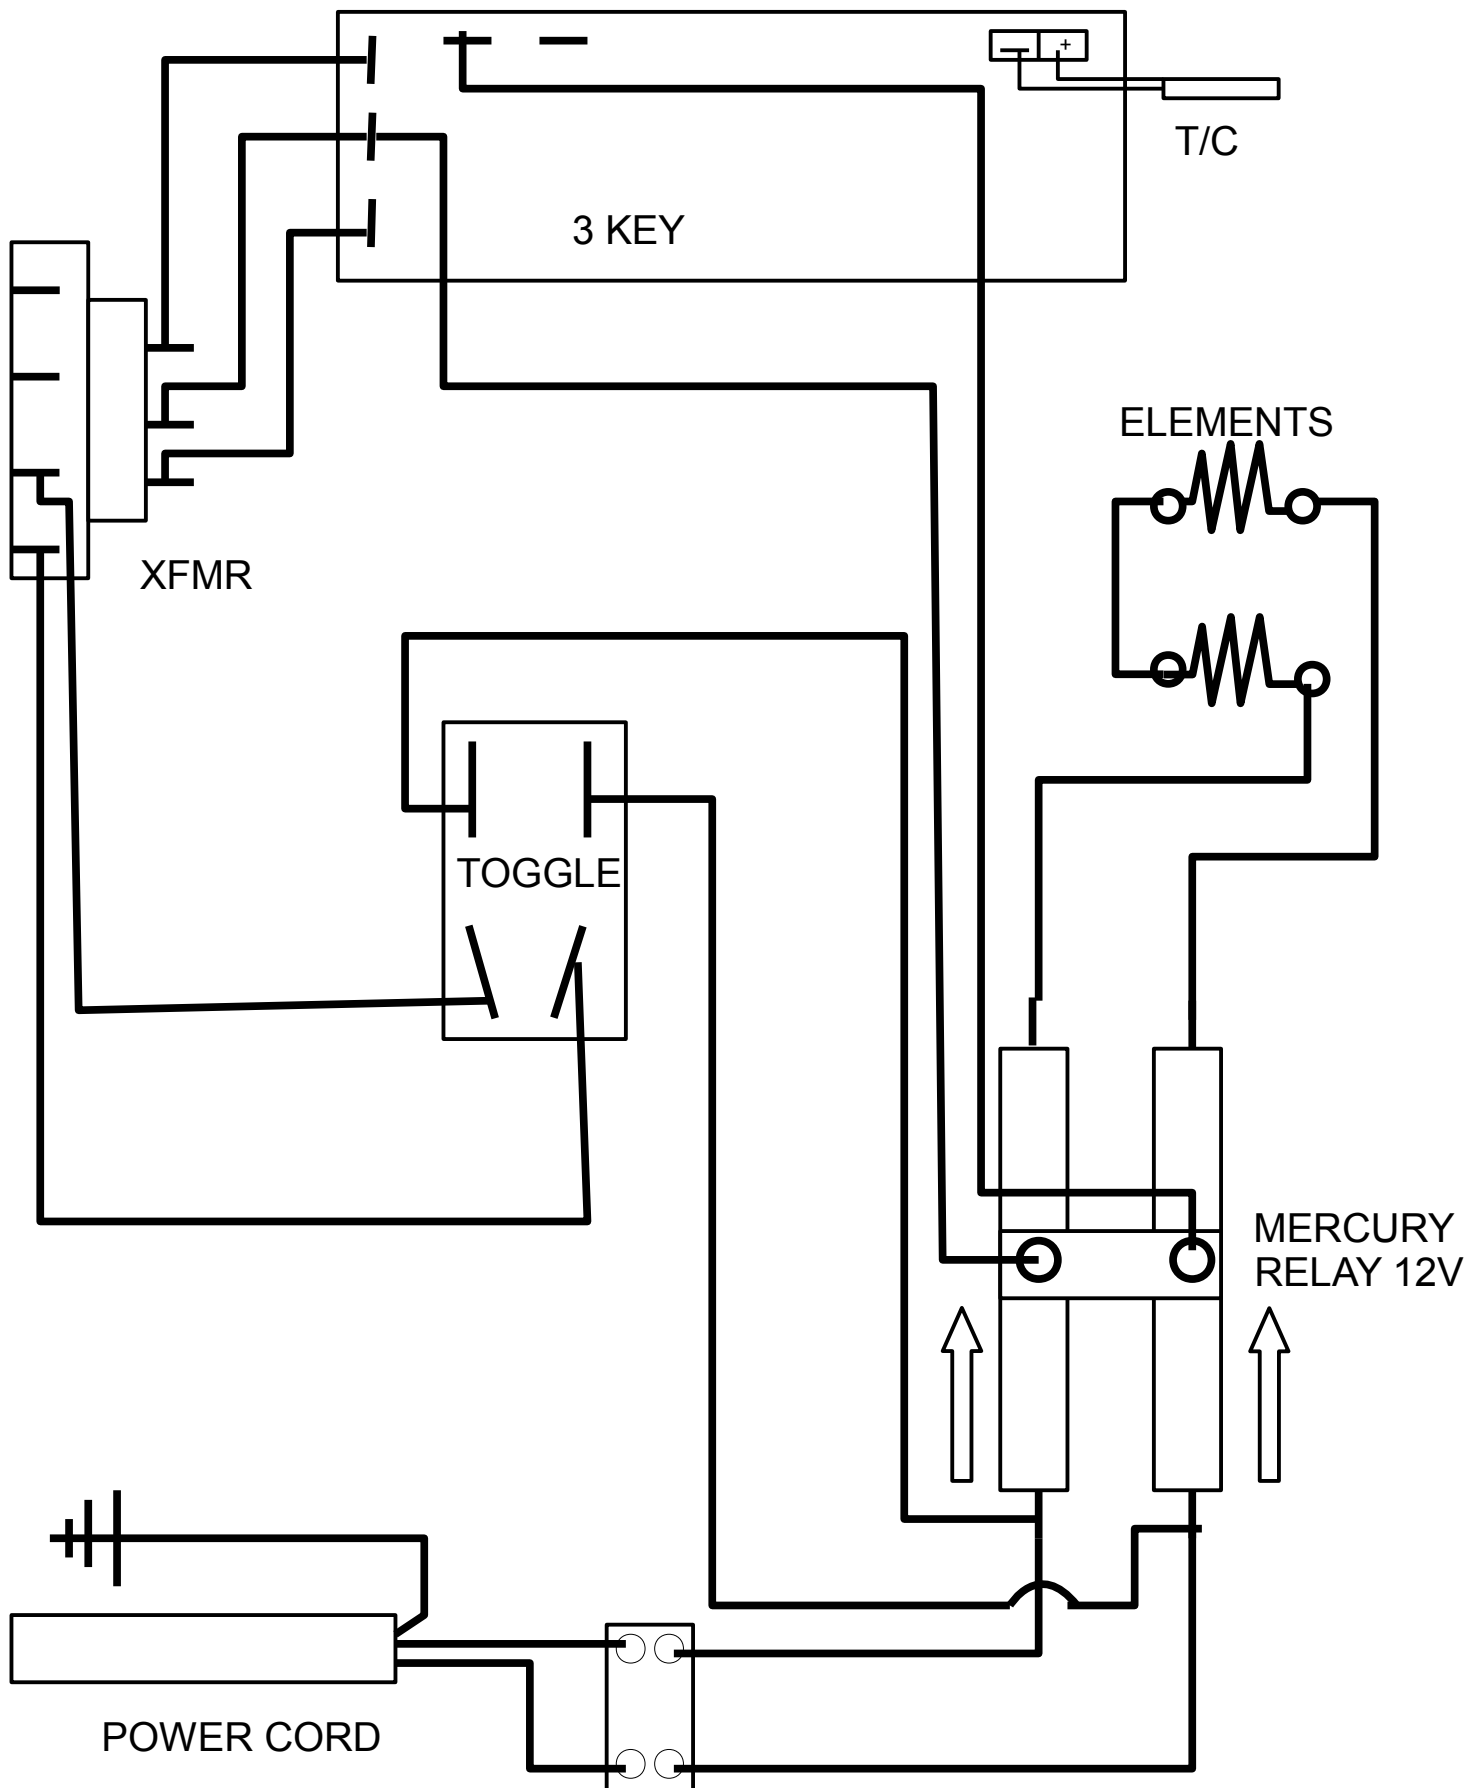 +
T/C
3 KEY
ELEMENTS
XFMR
TOGGLE
MERCURY
RELAY 12V
POWER CORD